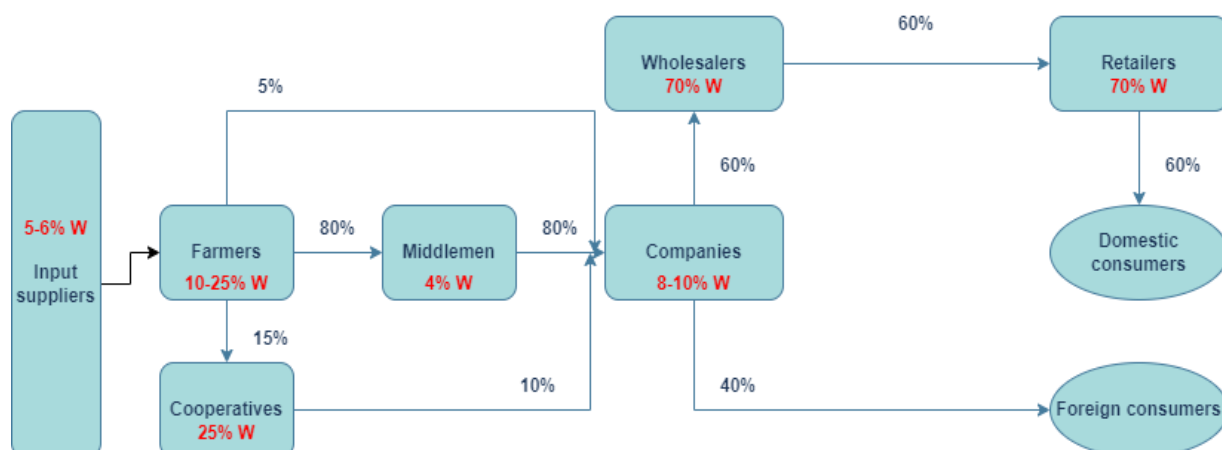 60%
Wholesalers
70% W
Retailers
70% W
5%
60%
60%
5-6% W
Input
suppliers
Farmers
10-25% W
80%
Middlemen
4% W
80%
Companies
8-10% W
Domestic
consumers
15%
Cooperatives
25% W
10%
40%
Foreign consumers